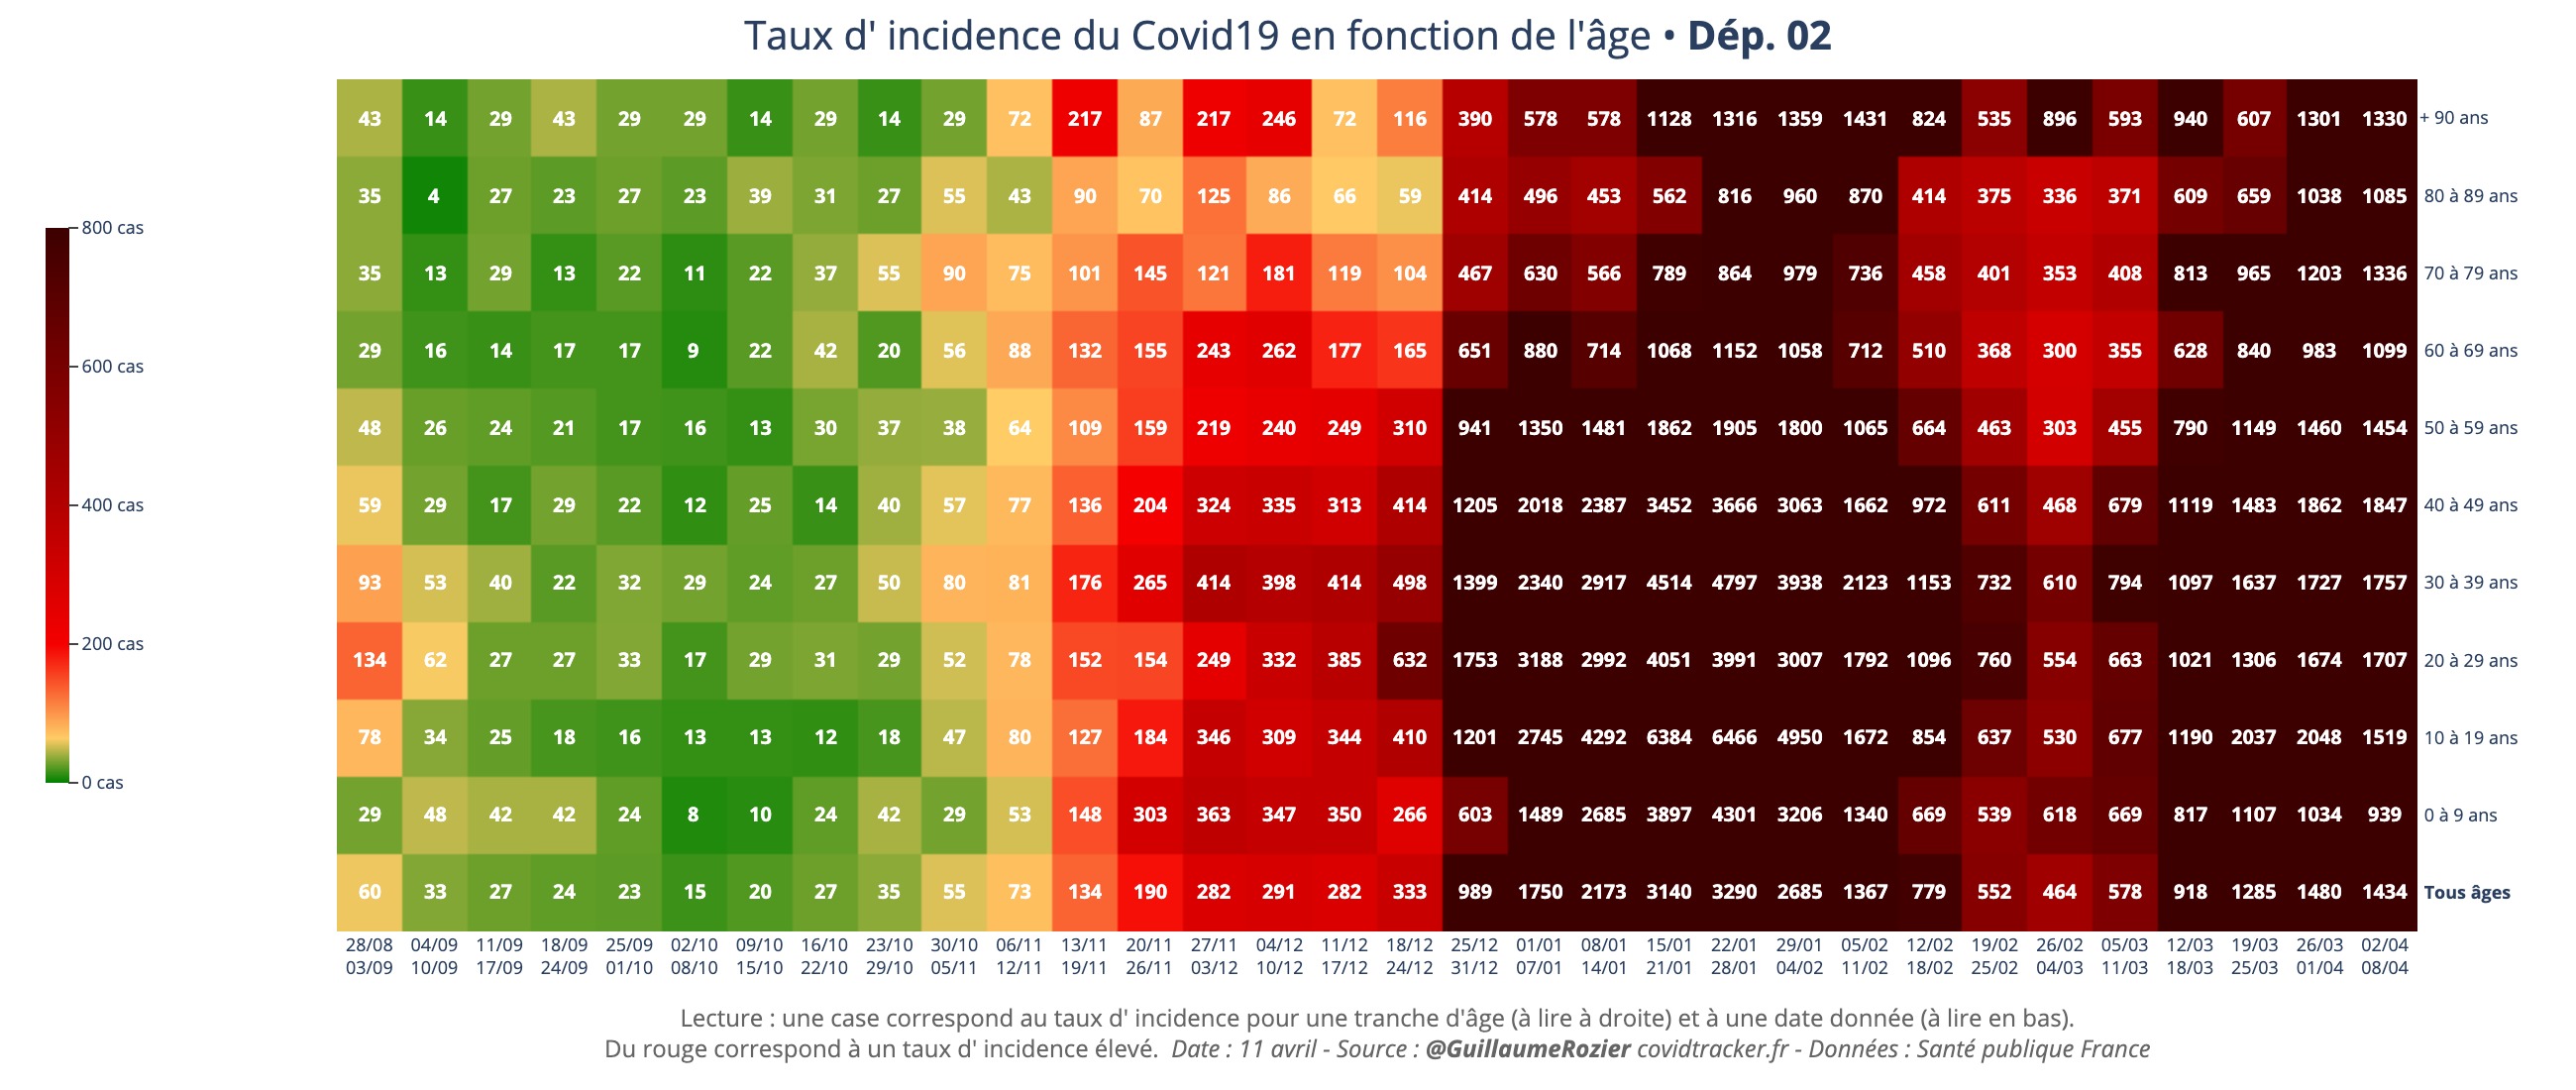 Taux d' incidence du Covid19 en fonction de l'âge • Dép. 02
43 14 29 43 29 29 14 29 14 29 72 217 87 217 246 72 116 390 578 578 1128 1316 1359 1431 824 535 896 593 940 607 1301 1330 + 90 ans
35 4 27 23 27 23 39 31 27 55 43 90 70 125 86 66 59 414 496 453 562 816 960 870 414 375 336 371 609 659 1038 1085 80 à 89 ans
800 cas
35 13 29 13 22 11 22 37 55 90 75 101 145 121 181 119 104 467 630 566 789 864 979 736 458 401 353 408 813 965 1203 1336 70 à 79 ans
29 16 14 17 17 9 22 42 20 56 88 132 155 243 262 177 165 651 880 714 1068 1152 1058 712 510 368 300 355 628 840 983 1099 60 à 69 ans
600 cas
48 26 24 21 17 16 13 30 37 38 64 109 159 219 240 249 310 941 1350 1481 1862 1905 1800 1065 664 463 303 455 790 1149 1460 1454 50 à 59 ans
400 cas
59 29 17 29 22 12 25 14 40 57 77 136 204 324 335 313 414 1205 2018 2387 3452 3666 3063 1662 972 611 468 679 1119 1483 1862 1847 40 à 49 ans
93 53 40 22 32 29 24 27 50 80 81 176 265 414 398 414 498 1399 2340 2917 4514 4797 3938 2123 1153 732 610 794 1097 1637 1727 1757 30 à 39 ans
200 cas
134 62 27 27 33 17 29 31 29 52 78 152 154 249 332 385 632 1753 3188 2992 4051 3991 3007 1792 1096 760 554 663 1021 1306 1674 1707 20 à 29 ans
78 34 25 18 16 13 13 12 18 47 80 127 184 346 309 344 410 1201 2745 4292 6384 6466 4950 1672 854 637 530 677 1190 2037 2048 1519 10 à 19 ans
0 cas
29 48 42 42 24 8 10 24 42 29 53 148 303 363 347 350 266 603 1489 2685 3897 4301 3206 1340 669 539 618 669 817 1107 1034 939 0 à 9 ans
60 33 27 24 23 15 20 27 35 55 73 134 190 282 291 282 333 989 1750 2173 3140 3290 2685 1367 779 552 464 578 918 1285 1480 1434 Tous âges
28/08 04/09 11/09 18/09 25/09 02/10 09/10 16/10 23/10 30/10 06/11 13/11 20/11 27/11 04/12 11/12 18/12 25/12 01/01 08/01 15/01 22/01 29/01 05/02 12/02 19/02 26/02 05/03 12/03 19/03 26/03 02/04
03/09 10/09 17/09 24/09 01/10 08/10 15/10 22/10 29/10 05/11 12/11 19/11 26/11 03/12 10/12 17/12 24/12 31/12 07/01 14/01 21/01 28/01 04/02 11/02 18/02 25/02 04/03 11/03 18/03 25/03 01/04 08/04
Lecture : une case correspond au taux d' incidence pour une tranche d'âge (à lire à droite) et à une date donnée (à lire en bas).
Du rouge correspond à un taux d' incidence élevé. Date : 11 avril - Source : @GuillaumeRozier covidtracker.fr - Données : Santé publique France